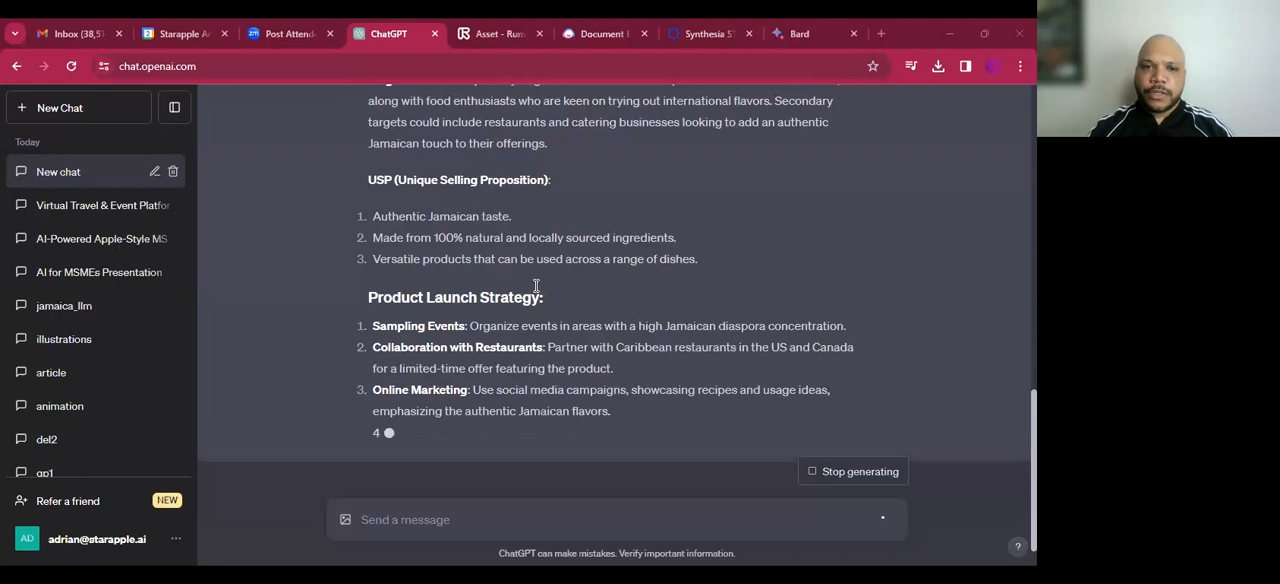 Inbox (38,51
Starapple A
Post Attend
ChatGPT
Asset - Run
Document E
Synthesia ST
Bard
chat.openai.com
New Chat
Today
New chat
Virtual Travel & Event Platfor
AI-Powered Apple-Style MS
AI for MSMEs Presentation
jamaica_llm
illustrations
article
animation
del2
gp1
Refer a friend
NEW
AD
adrian@starapple.ai
along with food enthusiasts who are keen on trying out international flavors. Secondary
targets could include restaurants and catering businesses looking to add an authentic
Jamaican touch to their offerings.
USP (Unique Selling Proposition):
1. Authentic Jamaican taste.
2. Made from 100% natural and locally sourced ingredients.
3. Versatile products that can be used across a range of dishes.
Product Launch Strategy:
1. Sampling Events: Organize events in areas with a high Jamaican diaspora concentration.
2. Collaboration with Restaurants: Partner with Caribbean restaurants in the US and Canada
for a limited-time offer featuring the product.
3. Online Marketing: Use social media campaigns, showcasing recipes and usage ideas,
emphasizing the authentic Jamaican flavors.
4
Stop generating
Send a message
ChatGPT can make mistakes. Verify important information.
?